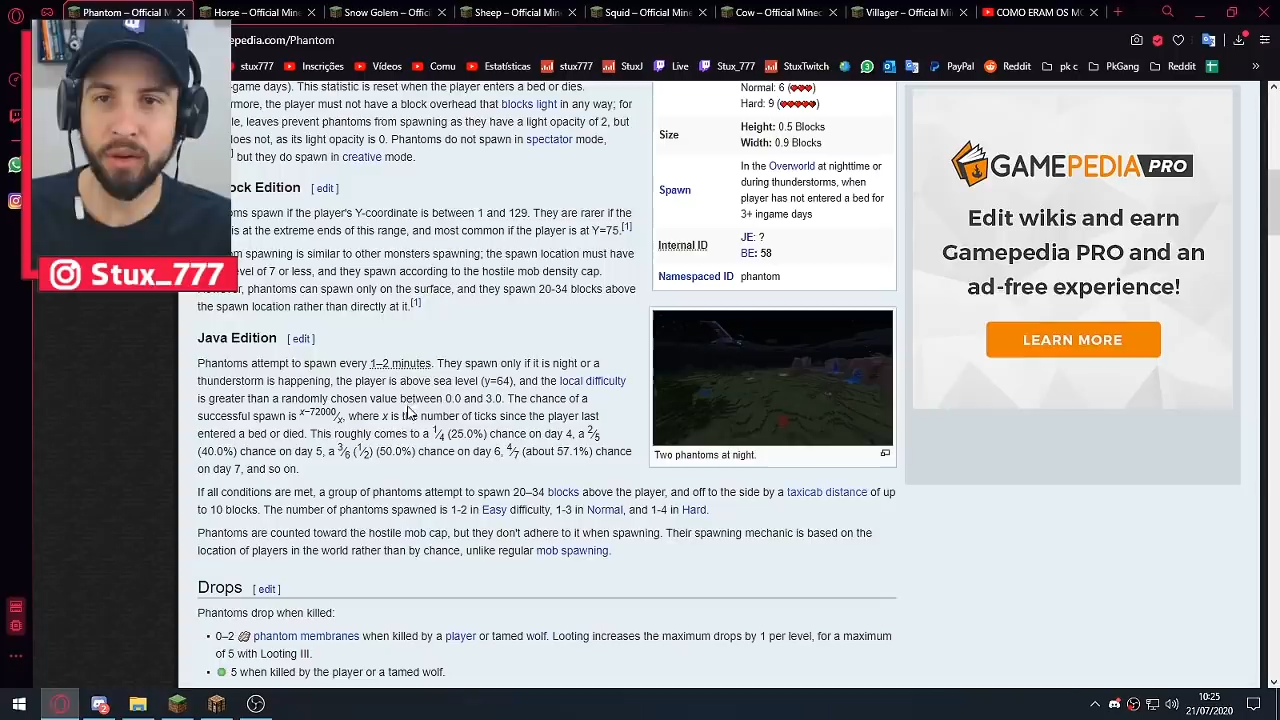 Phantom – Official Mine
Horse – Official Mine
Snow Golem – Offici
Sheep – Official Min
Squid – Official Mine
Cow – Official Mine
Villager – Official Mi
COMO ERAM OS M
epedia.com/Phantom
stux777
Inscrições
Vídeos
Comu
Estatísticas
stux777
StuxJ
Live
Stux_777
StuxTwitch
PayPal
Reddit
pk c
PkGang
Reddit
-game days). This statistic is reset when the player enters a bed or dies.
ermore, the player must not have a block overhead that blocks light in any way; for
le, leaves prevent phantoms from spawning as they have a light opacity of 2, but
oes not, as its light opacity is 0. Phantoms do not spawn in spectator mode,
but they do spawn in creative mode.
ock Edition [ edit ]
ms spawn if the player's Y-coordinate is between 1 and 129. They are rarer if the
is at the extreme ends of this range, and most common if the player is at Y=75.[1]
m spawning is similar to other monsters spawning; the spawn location must have
evel of 7 or less, and they spawn according to the hostile mob density cap.
phantoms can spawn only on the surface, and they spawn 20-34 blocks above
the spawn location rather than directly at it.[1]
Java Edition [ edit ]
Phantoms attempt to spawn every 1–2 minutes. They spawn only if it is night or a
thunderstorm is happening, the player is above sea level (y=64), and the local difficulty
is greater than a randomly chosen value between 0.0 and 3.0. The chance of a
successful spawn is x−72000/x, where x is the number of ticks since the player last
entered a bed or died. This roughly comes to a 1/4 (25.0%) chance on day 4, a 2/5
(40.0%) chance on day 5, a 3/6 (1/2) (50.0%) chance on day 6, 4/7 (about 57.1%) chance
on day 7, and so on.
If all conditions are met, a group of phantoms attempt to spawn 20–34 blocks above the player, and off to the side by a taxicab distance of up
to 10 blocks. The number of phantoms spawned is 1-2 in Easy difficulty, 1-3 in Normal, and 1-4 in Hard.
Phantoms are counted toward the hostile mob cap, but they don't adhere to it when spawning. Their spawning mechanic is based on the
location of players in the world rather than by chance, unlike regular mob spawning.
Drops [ edit ]
Phantoms drop when killed:
0–2 phantom membranes when killed by a player or tamed wolf. Looting increases the maximum drops by 1 per level, for a maximum
of 5 with Looting III.
5 when killed by the player or a tamed wolf.
Normal: 6
Hard: 9
Size
Height: 0.5 Blocks
Width: 0.9 Blocks
Spawn
In the Overworld at nighttime or
during thunderstorms, when
player has not entered a bed for
3+ ingame days
Internal ID
JE: ?
BE: 58
Namespaced ID
phantom
Two phantoms at night.
GAMEPEDIA PRO
Edit wikis and earn
Gamepedia PRO and an
ad-free experience!
LEARN MORE
Stux_777
10:25
21/07/2020